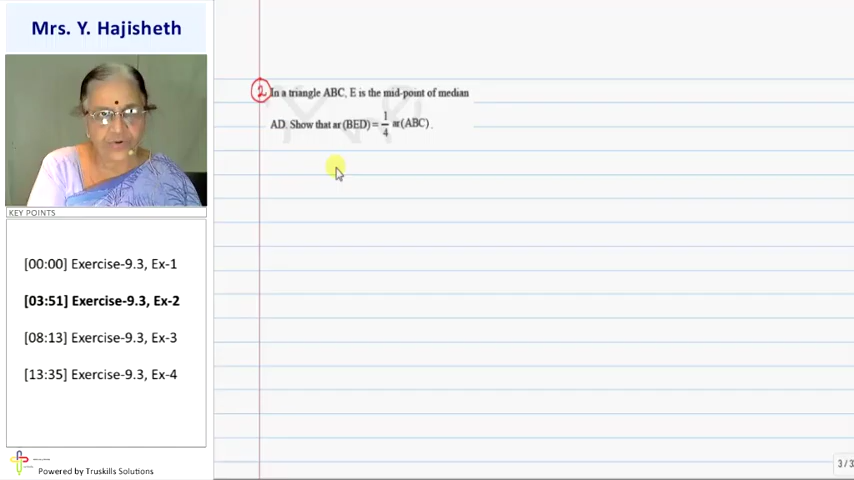 Mrs. Y. Hajisheth
KEY POINTS
[00:00] Exercise-9.3, Ex-1
[03:51] Exercise-9.3, Ex-2
[08:13] Exercise-9.3, Ex-3
[13:35] Exercise-9.3, Ex-4
Powered by Truskills Solutions
2 In a triangle ABC, E is the mid-point of median
AD. Show that ar (BED) = 1/4 ar(ABC).
3 / 3